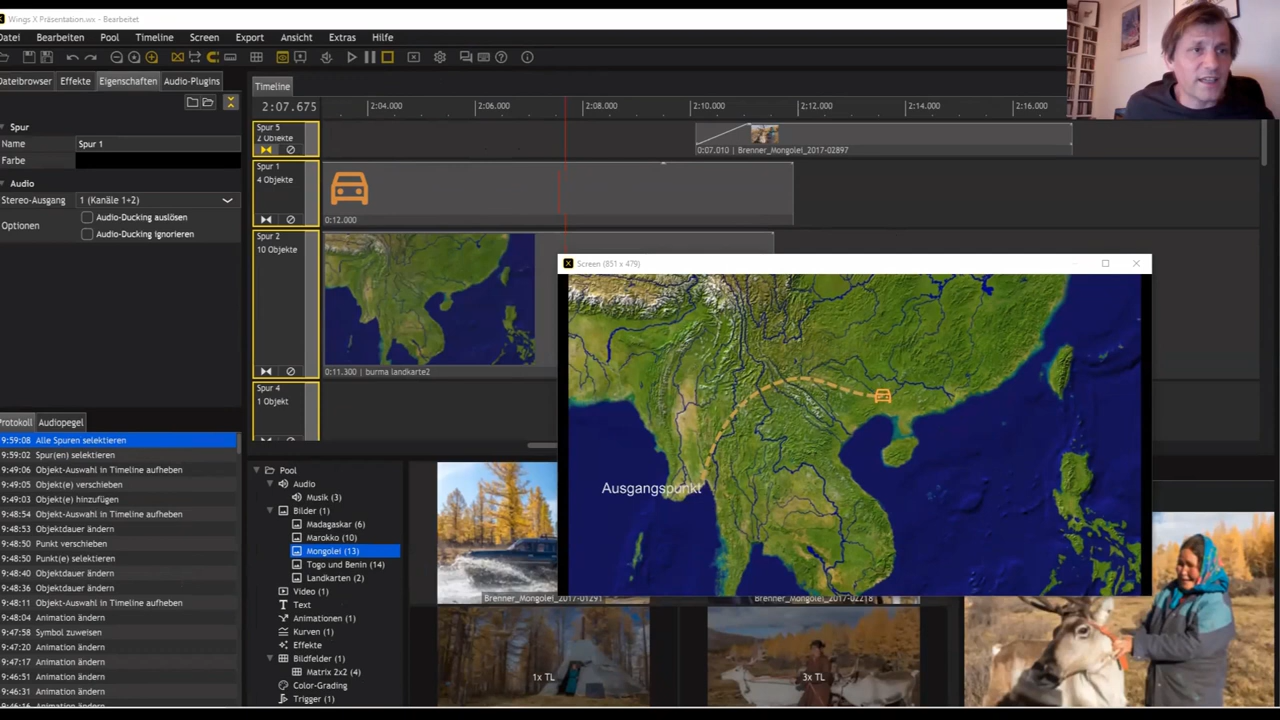 Wings X Präsentation.wx - Bearbeitet
Datei Bearbeiten Pool Timeline Screen Export Ansicht Extras Hilfe
Dateibrowser Effekte Eigenschaften Audio-Plugins
Spur
Name Spur 1
Farbe
Audio
Stereo-Ausgang 1 (Kanäle 1+2)
Optionen Audio-Ducking auslösen
Audio-Ducking ignorieren
Timeline
2:07.675 2:04.000 2:06.000 2:08.000 2:10.000 2:12.000 2:14.000 2:16.000
Spur 5
2 Objekte
0:07.010 | Brenner_Mongolei_2017-02897
Spur 1
4 Objekte
0:12.000
Spur 2
10 Objekte
0:11.300 | burma landkarte2
Spur 4
1 Objekt
Screen (851 x 479)
Ausgangspunkt
Protokoll Audiopegel
9:59:08 Alle Spuren selektieren
9:59:02 Spur(en) selektieren
9:49:06 Objekt-Auswahl in Timeline aufheben
9:49:05 Objekt(e) verschieben
9:49:03 Objekt(e) hinzufügen
9:48:54 Objekt-Auswahl in Timeline aufheben
9:48:53 Objektdauer ändern
9:48:50 Punkt verschieben
9:48:50 Punkt(e) selektieren
9:48:40 Objektdauer ändern
9:48:36 Objektdauer ändern
9:48:11 Objekt-Auswahl in Timeline aufheben
9:48:04 Animation ändern
9:47:58 Symbol zuweisen
9:47:20 Animation ändern
9:47:17 Animation ändern
9:46:51 Animation ändern
9:46:31 Animation ändern
9:46:16 Animation ändern
Pool
Audio
Musik (3)
Bilder (1)
Madagaskar (6)
Marokko (10)
Mongolei (13)
Togo und Benin (14)
Landkarten (2)
Video (1)
Text
Animationen (1)
Kurven (1)
Effekte
Bildfelder (1)
Matrix 2x2 (4)
Color-Grading
Trigger (1)
Brenner_Mongolei_2017-01291
Brenner_Mongolei_2017-02218
1x TL
3x TL